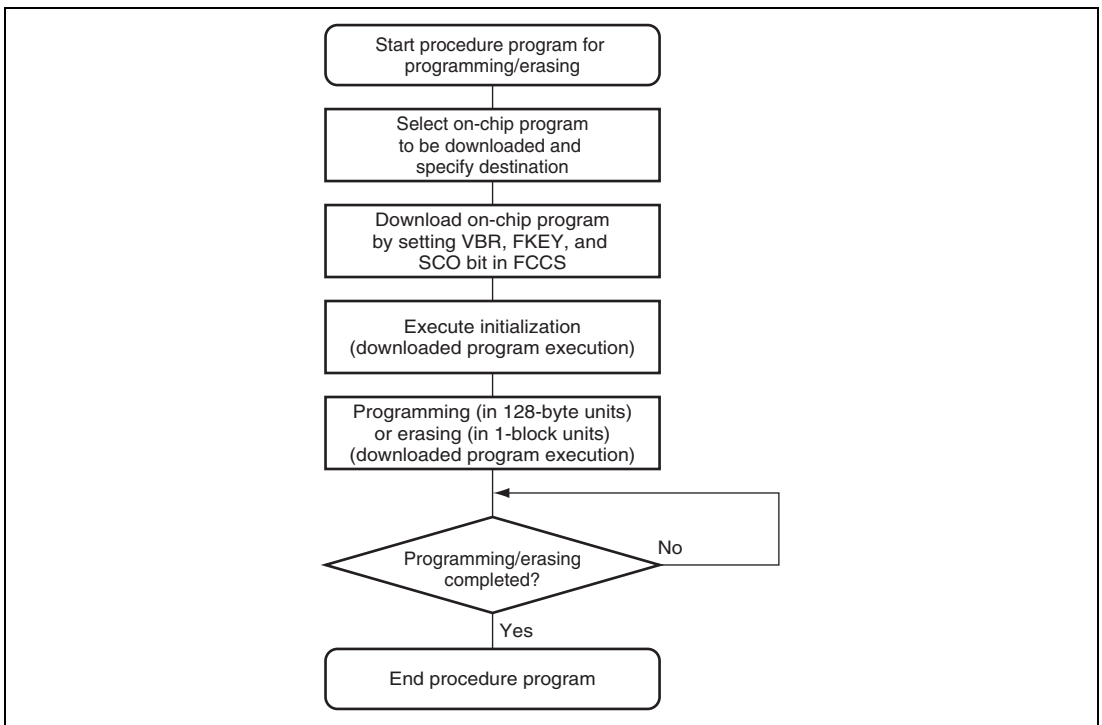 Start procedure program for
programming/erasing
Select on-chip program
to be downloaded and
specify destination
Download on-chip program
by setting VBR, FKEY, and
SCO bit in FCCS
Execute initialization
(downloaded program execution)
Programming (in 128-byte units)
or erasing (in 1-block units)
(downloaded program execution)
Programming/erasing
completed?
No
Yes
End procedure program